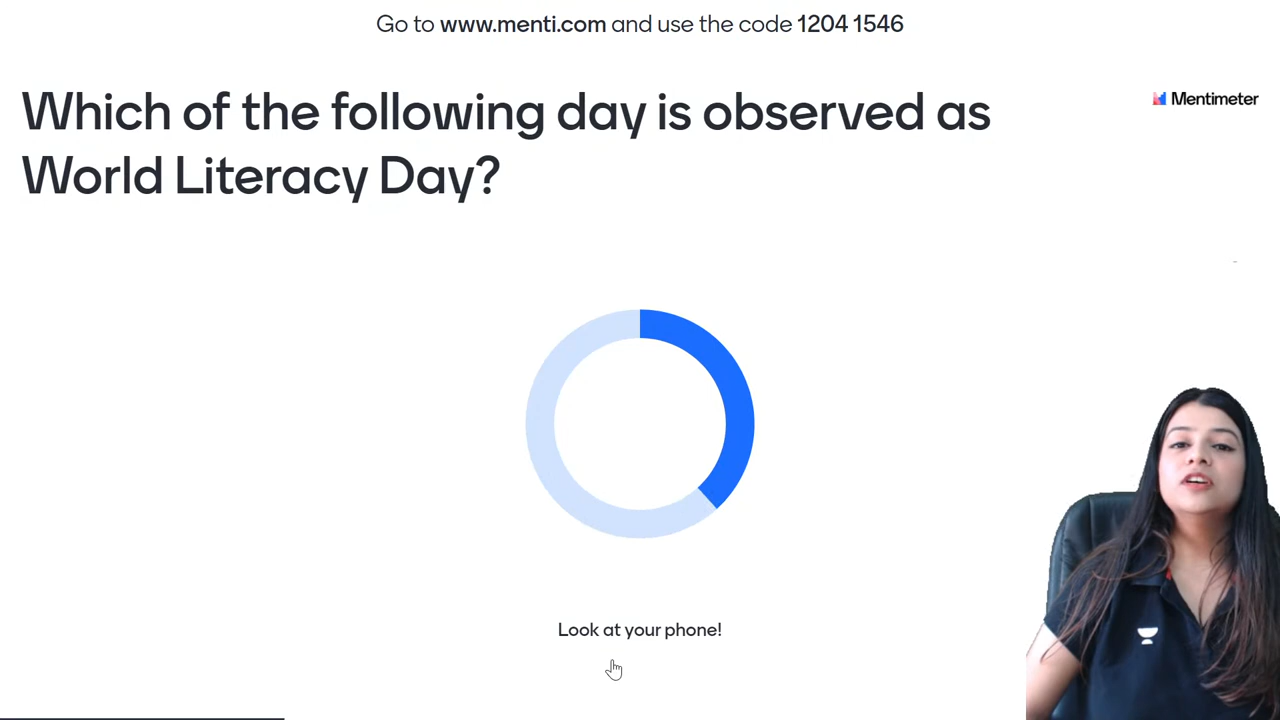 Go to www.menti.com and use the code 1204 1546
Which of the following day is observed as
World Literacy Day?
Mentimeter
Look at your phone!